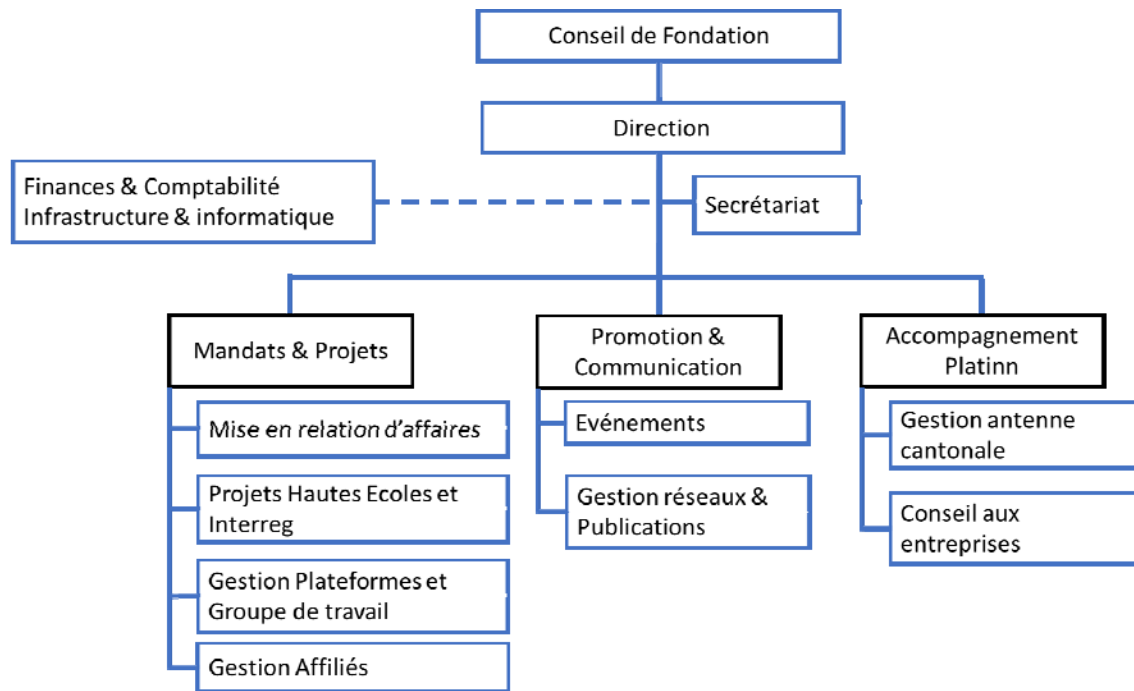 Conseil de Fondation
Direction
Finances & Comptabilité
Infrastructure & informatique
Secrétariat
Mandats & Projets
Mise en relation d'affaires
Projets Hautes Ecoles et
Interreg
Gestion Plateformes et
Groupe de travail
Gestion Affiliés
Promotion &
Communication
Evénements
Gestion réseaux &
Publications
Accompagnement
Platinn
Gestion antenne
cantonale
Conseil aux
entreprises